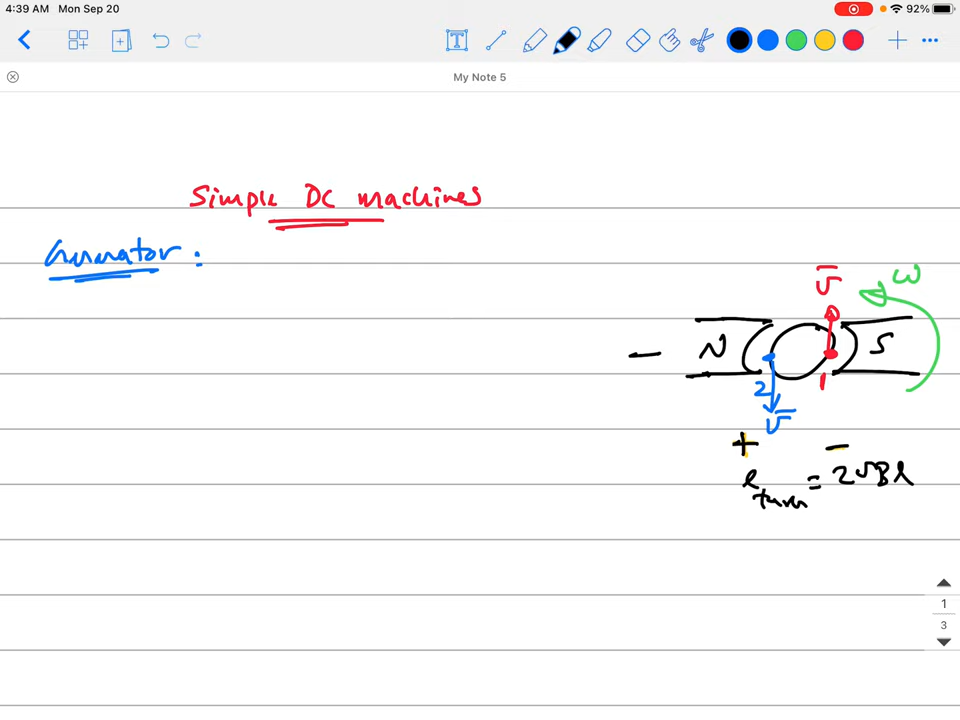 4:39 AM Mon Sep 20
92%
My Note 5
Simple DC machines
Generator :
v̄
ω
N
S
2
1
v̄
+
−
e turn = 2vBl
1
3